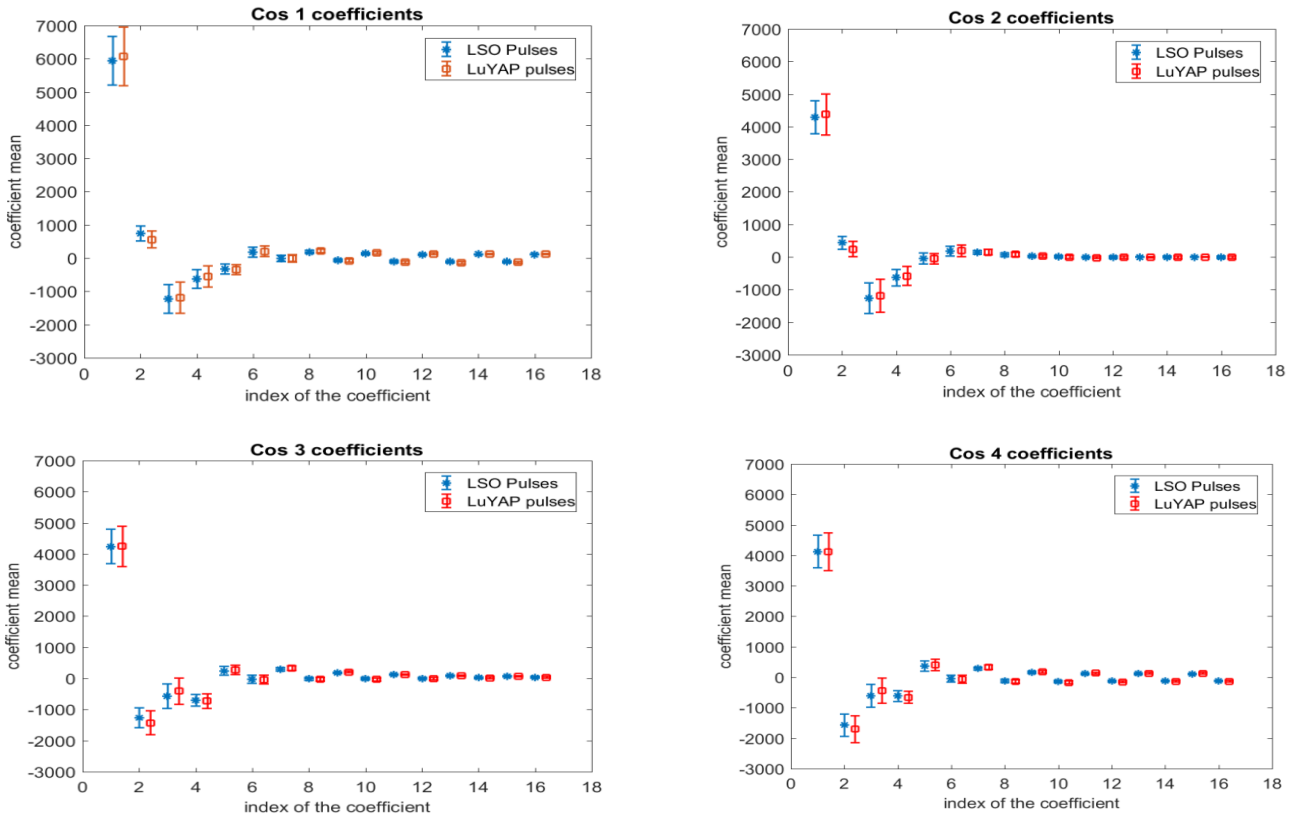 Cos 1 coefficients
7000
6000
5000
4000
3000
2000
1000
0
-1000
-2000
-3000
coefficient mean
LSO Pulses
LuYAP pulses
0 2 4 6 8 10 12 14 16 18
index of the coefficient
Cos 2 coefficients
7000
6000
5000
4000
3000
2000
1000
0
-1000
-2000
-3000
coefficient mean
LSO Pulses
LuYAP pulses
0 2 4 6 8 10 12 14 16 18
index of the coefficient
Cos 3 coefficients
7000
6000
5000
4000
3000
2000
1000
0
-1000
-2000
-3000
coefficient mean
LSO Pulses
LuYAP pulses
0 2 4 6 8 10 12 14 16 18
index of the coefficient
Cos 4 coefficients
7000
6000
5000
4000
3000
2000
1000
0
-1000
-2000
-3000
coefficient mean
LSO Pulses
LuYAP pulses
0 2 4 6 8 10 12 14 16 18
index of the coefficient